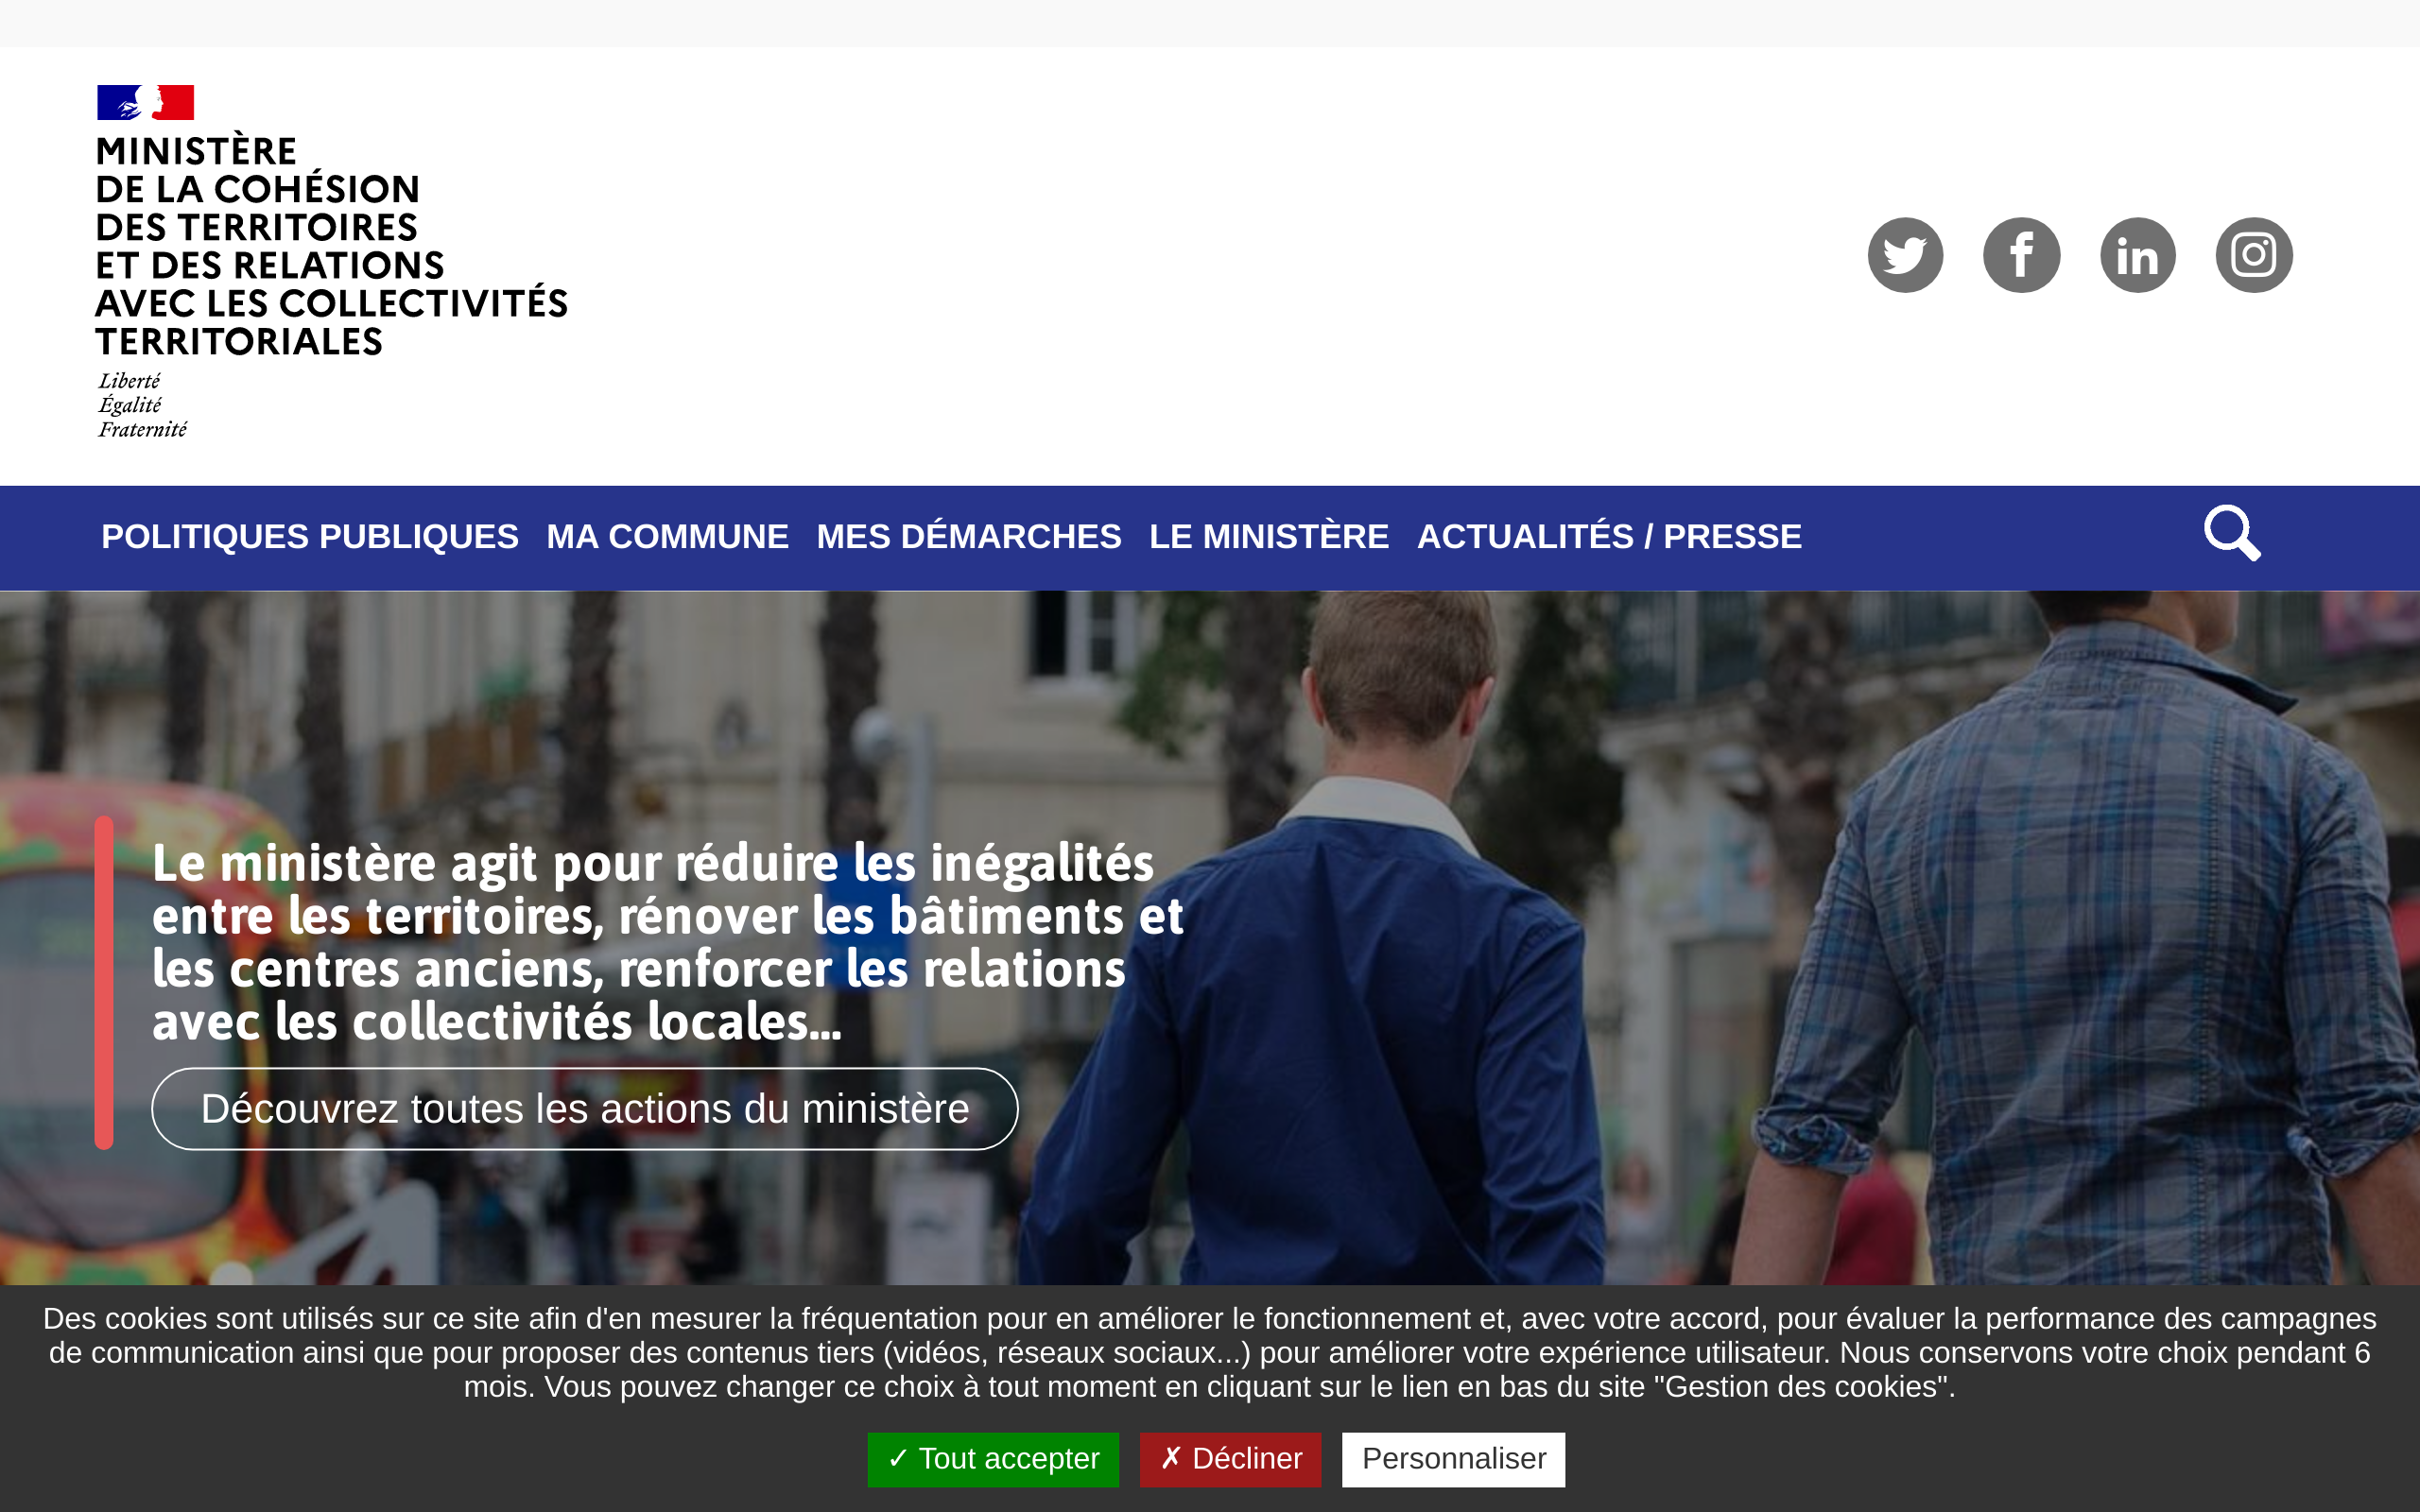 MINISTÈRE
DE LA COHÉSION
DES TERRITOIRES
ET DES RELATIONS
AVEC LES COLLECTIVITÉS
TERRITORIALES
Liberté
Égalité
Fraternité
POLITIQUES PUBLIQUES MA COMMUNE MES DÉMARCHES LE MINISTÈRE ACTUALITÉS / PRESSE
Le ministère agit pour réduire les inégalités
entre les territoires, rénover les bâtiments et
les centres anciens, renforcer les relations
avec les collectivités locales...
Découvrez toutes les actions du ministère
Des cookies sont utilisés sur ce site afin d'en mesurer la fréquentation pour en améliorer le fonctionnement et, avec votre accord, pour évaluer la performance des campagnes
de communication ainsi que pour proposer des contenus tiers (vidéos, réseaux sociaux...) pour améliorer votre expérience utilisateur. Nous conservons votre choix pendant 6
mois. Vous pouvez changer ce choix à tout moment en cliquant sur le lien en bas du site "Gestion des cookies".
✓ Tout accepter ✗ Décliner Personnaliser